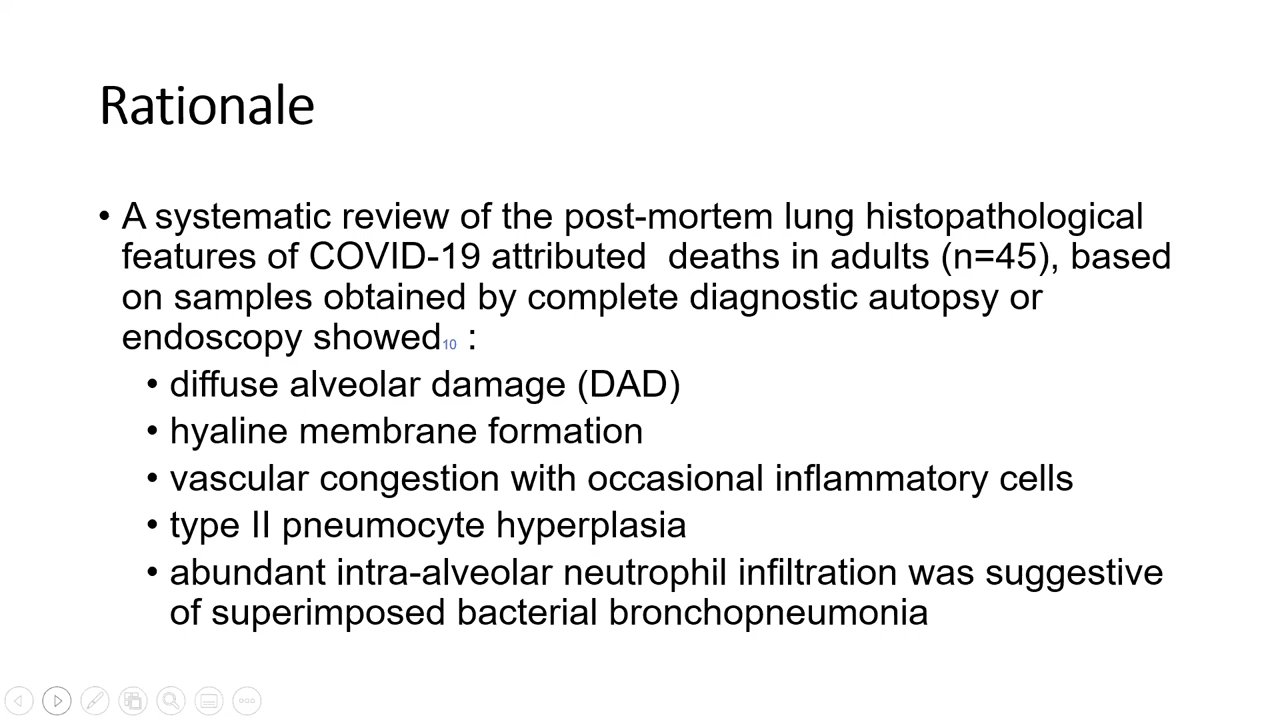 Rationale
• A systematic review of the post-mortem lung histopathological
features of COVID-19 attributed  deaths in adults (n=45), based
on samples obtained by complete diagnostic autopsy or
endoscopy showed10 :
• diffuse alveolar damage (DAD)
• hyaline membrane formation
• vascular congestion with occasional inflammatory cells
• type II pneumocyte hyperplasia
• abundant intra-alveolar neutrophil infiltration was suggestive
of superimposed bacterial bronchopneumonia